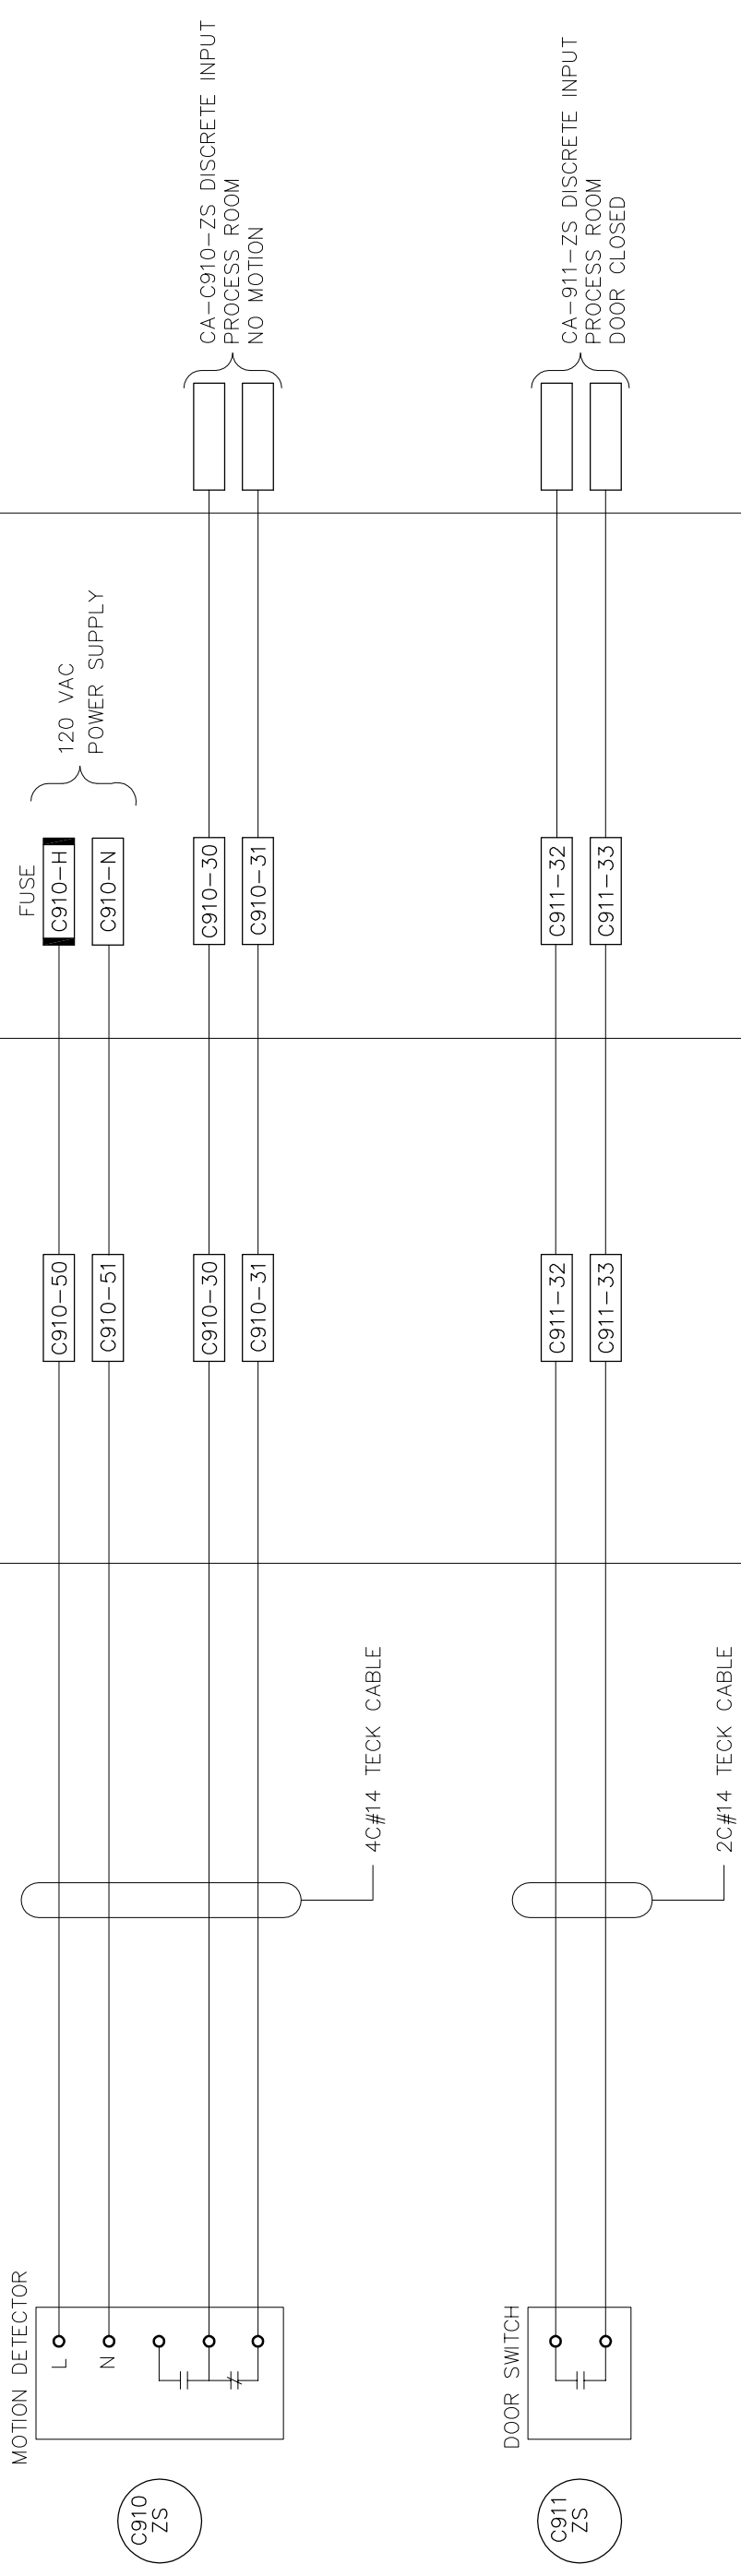 MOTION DETECTOR
C910
ZS
L
N
4C#14 TECK CABLE
C910-50
C910-51
C910-30
C910-31
FUSE
C910-H
C910-N
C910-30
C910-31
120 VAC
POWER SUPPLY
CA-C910-ZS DISCRETE INPUT
PROCESS ROOM
NO MOTION
DOOR SWITCH
C911
ZS
2C#14 TECK CABLE
C911-32
C911-33
C911-32
C911-33
CA-911-ZS DISCRETE INPUT
PROCESS ROOM
DOOR CLOSED